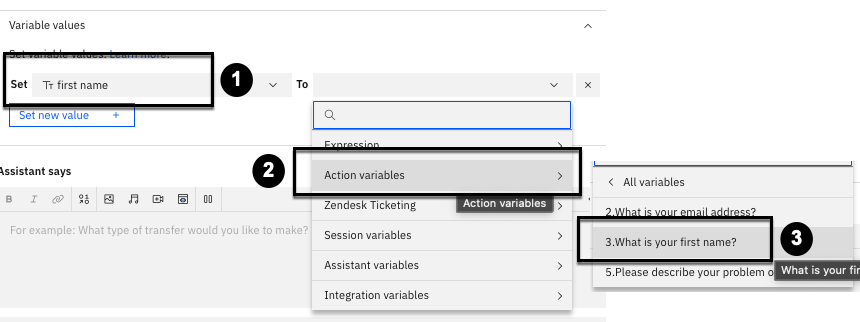 Variable values
Set variable values. Learn more.
Set
Tт first name
1
To
Set new value +
Expression
2
Action variables
Action variables
Zendesk Ticketing
Session variables
Assistant variables
Integration variables
Assistant says
B I
For example: What type of transfer would you like to make?
All variables
2.What is your email address?
3.What is your first name?
3
5.Please describe your problem o
What is your fir